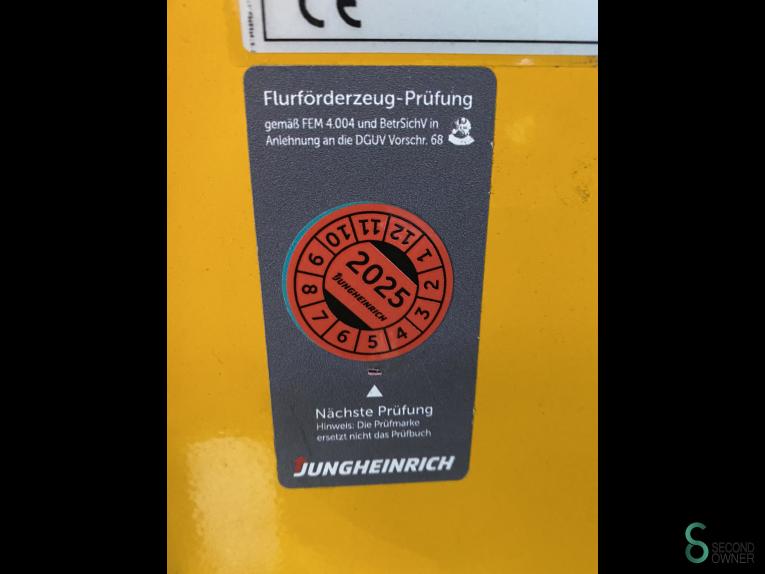 CE
Flurförderzeug-Prüfung
gemäß FEM 4.004 und BetrSichV in
Anlehnung an die DGUV Vorschr. 68
1 2 3 4 5 6 7 8 9 10 11 12
2025
JUNGHEINRICH
Nächste Prüfung
Hinweis: Die Prüfmarke
ersetzt nicht das Prüfbuch
JUNGHEINRICH
SECOND
OWNER